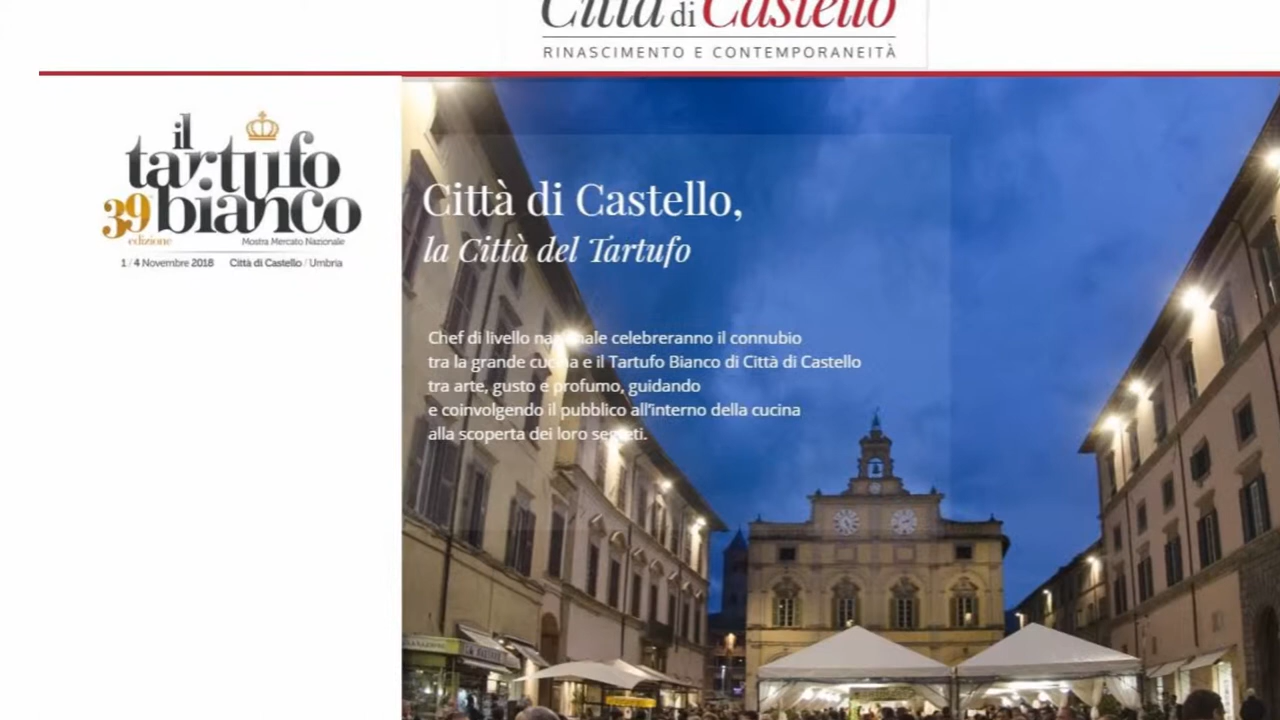 Città di Castello
RINASCIMENTO E CONTEMPORANEITÀ
il
tartufo
39° bianco
edizione
Mostra Mercato Nazionale
1 / 4 Novembre 2018 Città di Castello / Umbria
Città di Castello,
la Città del Tartufo
Chef di livello nazionale celebreranno il connubio
tra la grande cucina e il Tartufo Bianco di Città di Castello
tra arte, gusto e profumo, guidando
e coinvolgendo il pubblico all'interno della cucina
alla scoperta dei loro segreti.